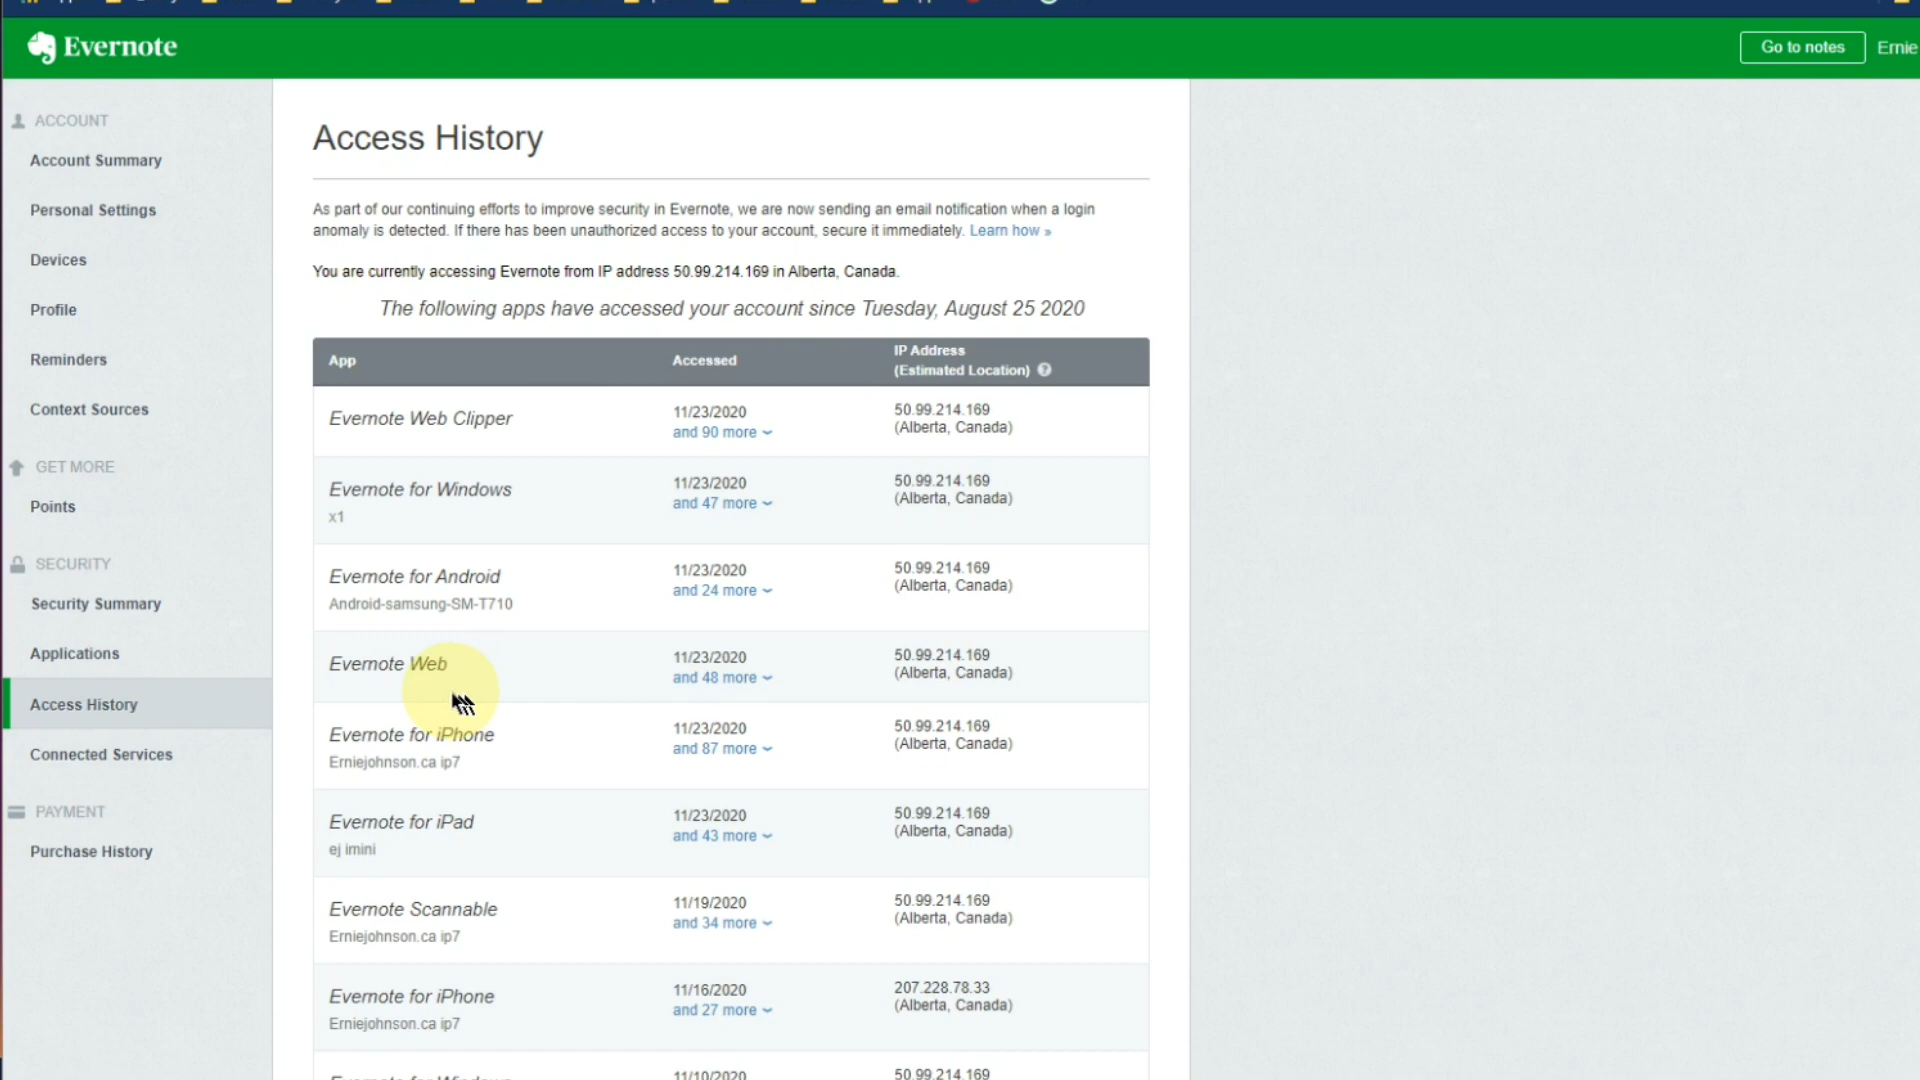 Evernote
Go to notes
Ernie
ACCOUNT
Account Summary
Personal Settings
Devices
Profile
Reminders
Context Sources
GET MORE
Points
SECURITY
Security Summary
Applications
Access History
Connected Services
PAYMENT
Purchase History
Access History
As part of our continuing efforts to improve security in Evernote, we are now sending an email notification when a login
anomaly is detected. If there has been unauthorized access to your account, secure it immediately. Learn how »
You are currently accessing Evernote from IP address 50.99.214.169 in Alberta, Canada.
The following apps have accessed your account since Tuesday, August 25 2020
App
Accessed
IP Address
(Estimated Location) ?
Evernote Web Clipper
11/23/2020
and 90 more
50.99.214.169
(Alberta, Canada)
Evernote for Windows
x1
11/23/2020
and 47 more
50.99.214.169
(Alberta, Canada)
Evernote for Android
Android-samsung-SM-T710
11/23/2020
and 24 more
50.99.214.169
(Alberta, Canada)
Evernote Web
11/23/2020
and 48 more
50.99.214.169
(Alberta, Canada)
Evernote for iPhone
Erniejohnson.ca ip7
11/23/2020
and 87 more
50.99.214.169
(Alberta, Canada)
Evernote for iPad
ej imini
11/23/2020
and 43 more
50.99.214.169
(Alberta, Canada)
Evernote Scannable
Erniejohnson.ca ip7
11/19/2020
and 34 more
50.99.214.169
(Alberta, Canada)
Evernote for iPhone
Erniejohnson.ca ip7
11/16/2020
and 27 more
207.228.78.33
(Alberta, Canada)
Evernote for Windows
11/10/2020
50.99.214.169